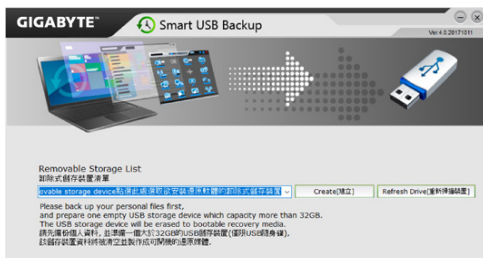 GIGABYTE™
Smart USB Backup
Ver:4.0.20171011
Removable Storage List
卸除式儲存裝置清單
ovable storage device點選此處選取欲安裝還原軟體的卸除式儲存裝置
Create[建立]
Refresh Drive[重新掃描裝置]
Please back up your personal files first,
and prepare one empty USB storage device which capacity more than 32GB.
The USB storage device will be erased to bootable recovery media.
請先備份個人資料, 並準備一個大於32GB的USB儲存裝置(僅限USB隨身碟),
該儲存裝置資料將被清空並製作成可開機的還原媒體.